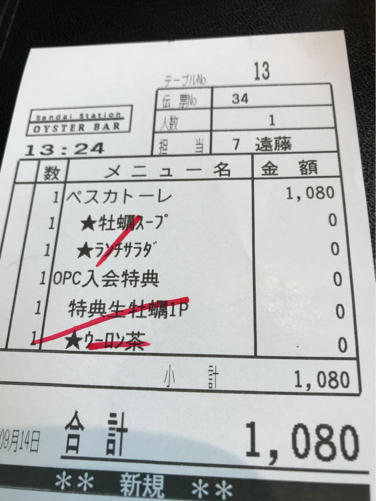 テーブルNo 13
伝票No 34
人数 1
担当 7 遠藤
Sendai Station
OYSTER BAR
13:24
数 メニュー名 金額
1 ペスカトーレ 1,080
1 ★牡蠣スープ 0
1 ★ランチサラダ 0
1 OPC入会特典 0
1 特典生牡蠣1P 0
1 ★ウーロン茶 0
小計 1,080
合計 1,080
09月14日
** 新規 **